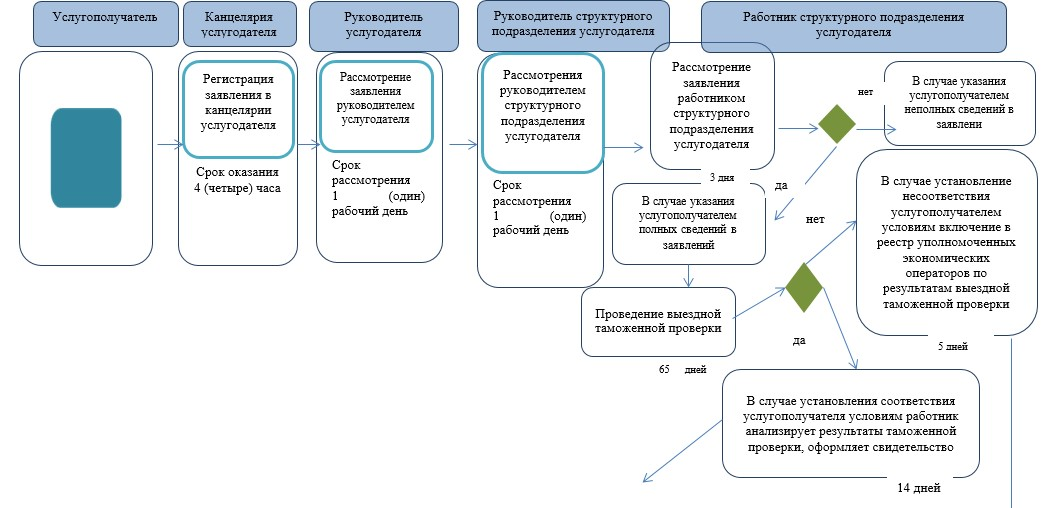 Услугополучатель
Канцелярия
услугодателя
Руководитель
услугодателя
Руководитель структурного
подразделения услугодателя
Работник структурного подразделения
услугодателя
Регистрация
заявления в
канцелярии
услугодателя
Срок оказания
4 (четыре) часа
Рассмотрение
заявления
руководителем
услугодателя
Срок
рассмотрения
1 (один)
рабочий день
Рассмотрения
руководителем
структурного
подразделения
услугодателя
Срок
рассмотрения
1 (один)
рабочий день
Рассмотрение
заявления
работником
структурного
подразделения
услугодателя
3 дня
нет
В случае указания
услугополучателем
неполных сведений в
заявлени
да
В случае указания
услугополучателем
полных сведений в
заявлений
нет
В случае установление
несоответствия
услугополучателем
условиям включение в
реестр уполномоченных
экономических
операторов по
результатам выездной
таможенной проверки
5 дней
Проведение выездной
таможенной проверки
65 дней
да
В случае установления соответствия
услугополучателя условиям работник
анализирует результаты таможенной
проверки, оформляет свидетельство
14 дней